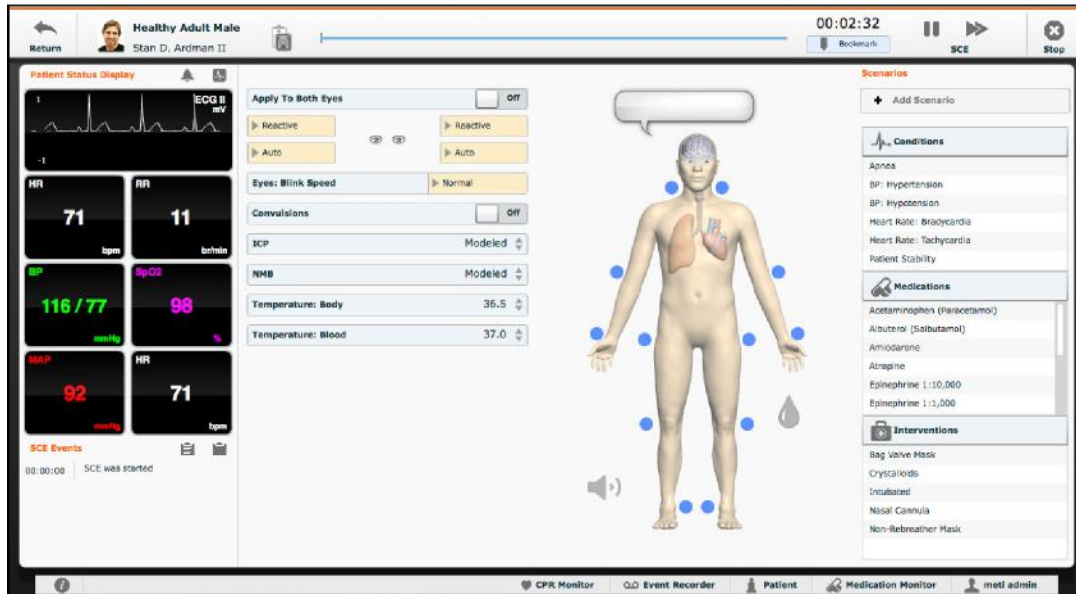 Return
Healthy Adult Male
Stan D. Ardman II
00:02:32
Bookmark
SCE
Stop
Patient Status Display
1
ECG II
mV
-1
HR
71
bpm
RR
11
br/min
BP
116 / 77
mmHg
SpO2
98
%
MAP
92
mmHg
HR
71
bpm
SCE Events
00:00:00 SCE was started
Apply To Both Eyes Off
Reactive Reactive
Auto Auto
Eyes: Blink Speed Normal
Convulsions Off
ICP Modeled
NMB Modeled
Temperature: Body 36.5
Temperature: Blood 37.0
Scenarios
+ Add Scenario
Conditions
Apnea
BP: Hypertension
BP: Hypotension
Heart Rate: Bradycardia
Heart Rate: Tachycardia
Patient Stability
Medications
Acetaminophen (Paracetamol)
Albuterol (Salbutamol)
Amiodarone
Atropine
Epinephrine 1:10,000
Epinephrine 1:1,000
Interventions
Bag Valve Mask
Crystalloids
Intubated
Nasal Cannula
Non-Rebreather Mask
CPR Monitor
Event Recorder
Patient
Medication Monitor
meti admin